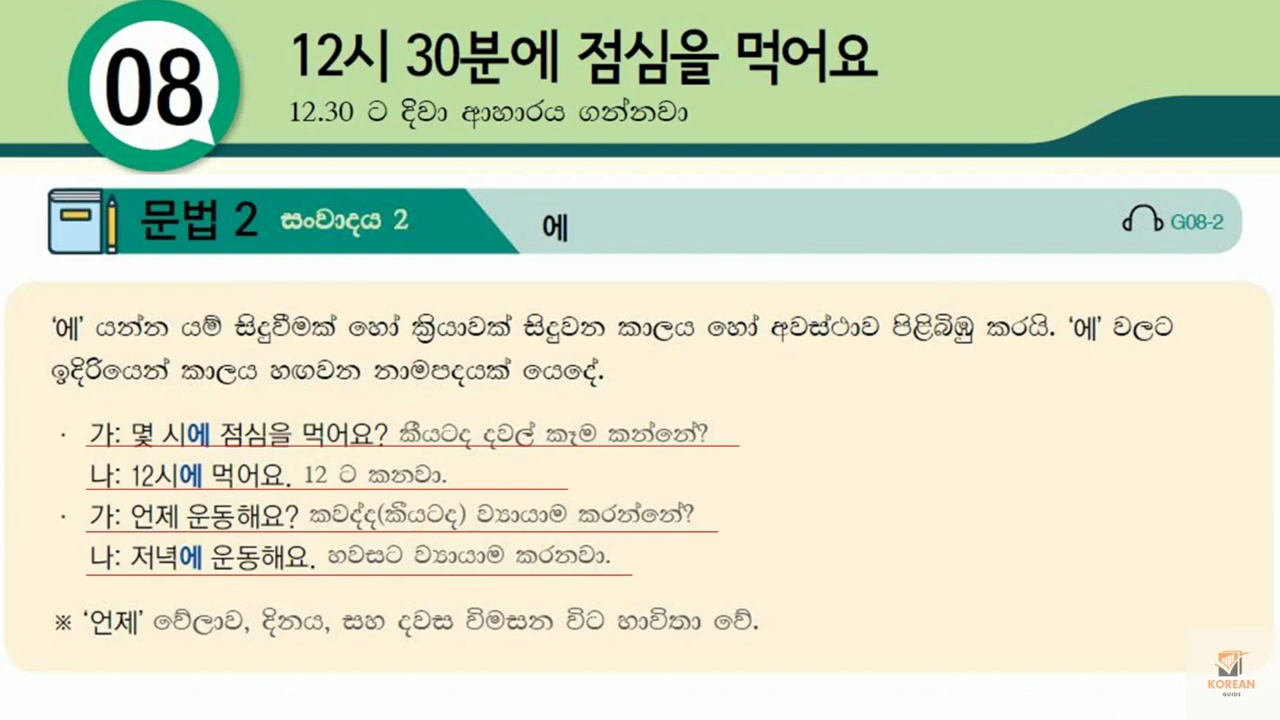 08
12시 30분에 점심을 먹어요
12.30 ට දිවා ආහාරය ගන්නවා
문법 2 සංවාදය 2 에 G08-2
‘에’ යන්න යම් සිදුවීමක් හෝ ක්‍රියාවක් සිදුවන කාලය හෝ අවස්ථාව පිළිබිඹු කරයි. ‘에’ වලට
ඉදිරියෙන් කාලය හඟවන නාමපදයක් යෙදේ.
· 가: 몇 시에 점심을 먹어요? කීයටද දවල් කෑම කන්නේ?
나: 12시에 먹어요. 12 ට කනවා.
· 가: 언제 운동해요? කවද්ද(කීයටද) ව්‍යායාම කරන්නේ?
나: 저녁에 운동해요. හවසට ව්‍යායාම කරනවා.
※ ‘언제’ වේලාව, දිනය, සහ දවස විමසන විට භාවිතා වේ.
KOREAN
GUIDE